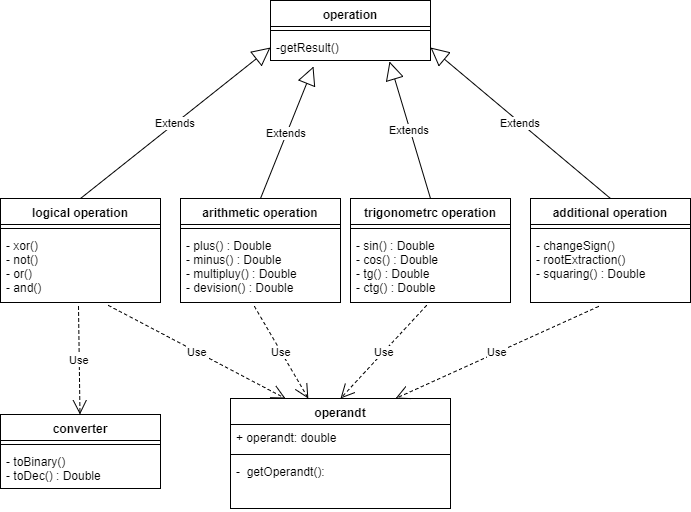 operation
-getResult()
Extends
Extends
Extends
Extends
logical operation
- xor()
- not()
- or()
- and()
arithmetic operation
- plus() : Double
- minus() : Double
- multipluy() : Double
- devision() : Double
trigonometrc operation
- sin() : Double
- cos() : Double
- tg() : Double
- ctg() : Double
additional operation
- changeSign()
- rootExtraction()
- squaring() : Double
Use
Use
Use
Use
Use
converter
- toBinary()
- toDec() : Double
operandt
+ operandt: double
- getOperandt():